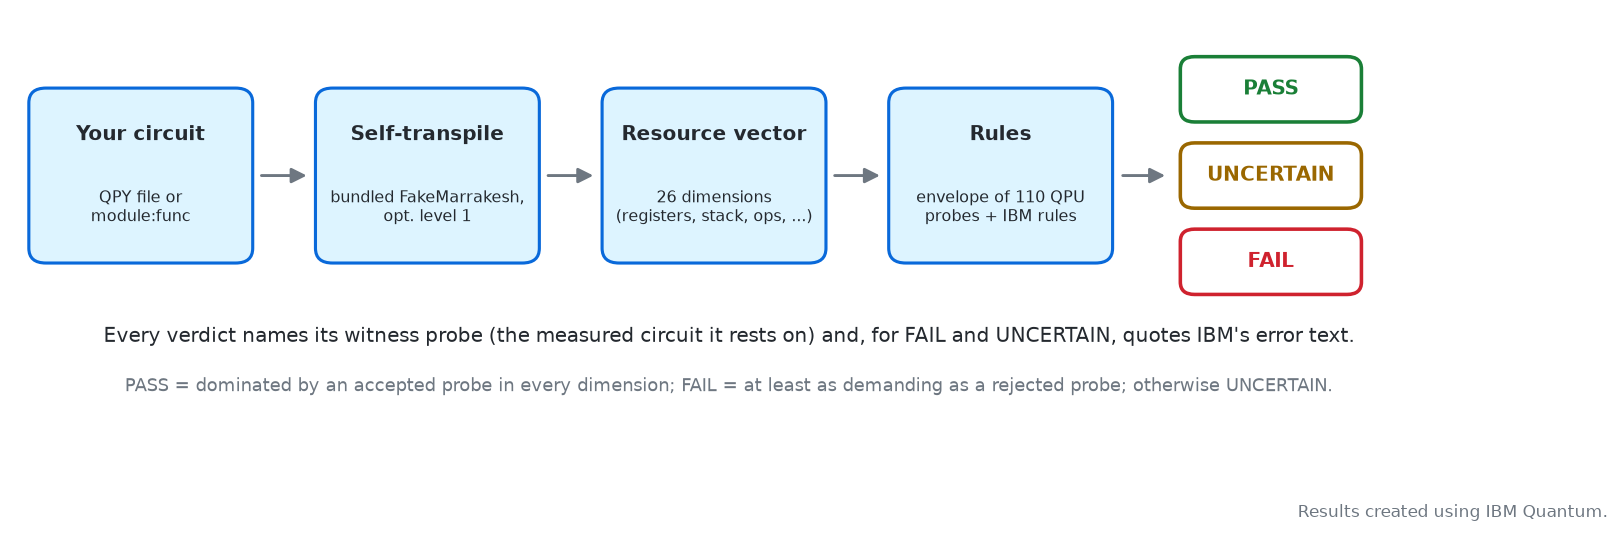 Your circuit
QPY file or
module:func
Self-transpile
bundled FakeMarrakesh,
opt. level 1
Resource vector
26 dimensions
(registers, stack, ops, ...)
Rules
envelope of 110 QPU
probes + IBM rules
PASS
UNCERTAIN
FAIL
Every verdict names its witness probe (the measured circuit it rests on) and, for FAIL and UNCERTAIN, quotes IBM's error text.
PASS = dominated by an accepted probe in every dimension; FAIL = at least as demanding as a rejected probe; otherwise UNCERTAIN.
Results created using IBM Quantum.